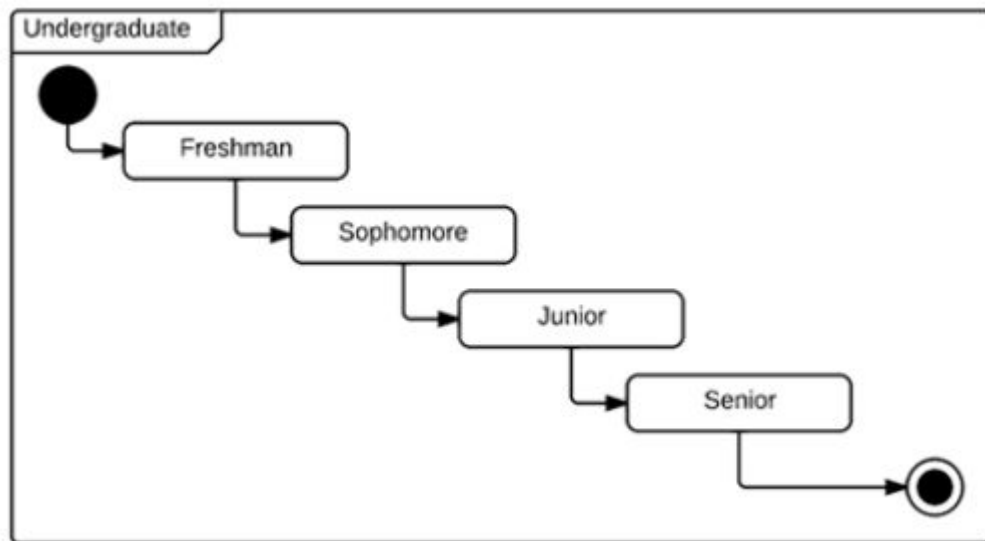 Undergraduate
Freshman
Sophomore
Junior
Senior